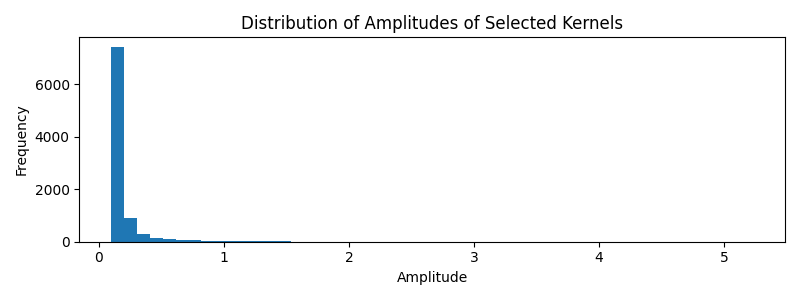 Distribution of Amplitudes of Selected Kernels
6000
4000
2000
0
Frequency
0 1 2 3 4 5
Amplitude